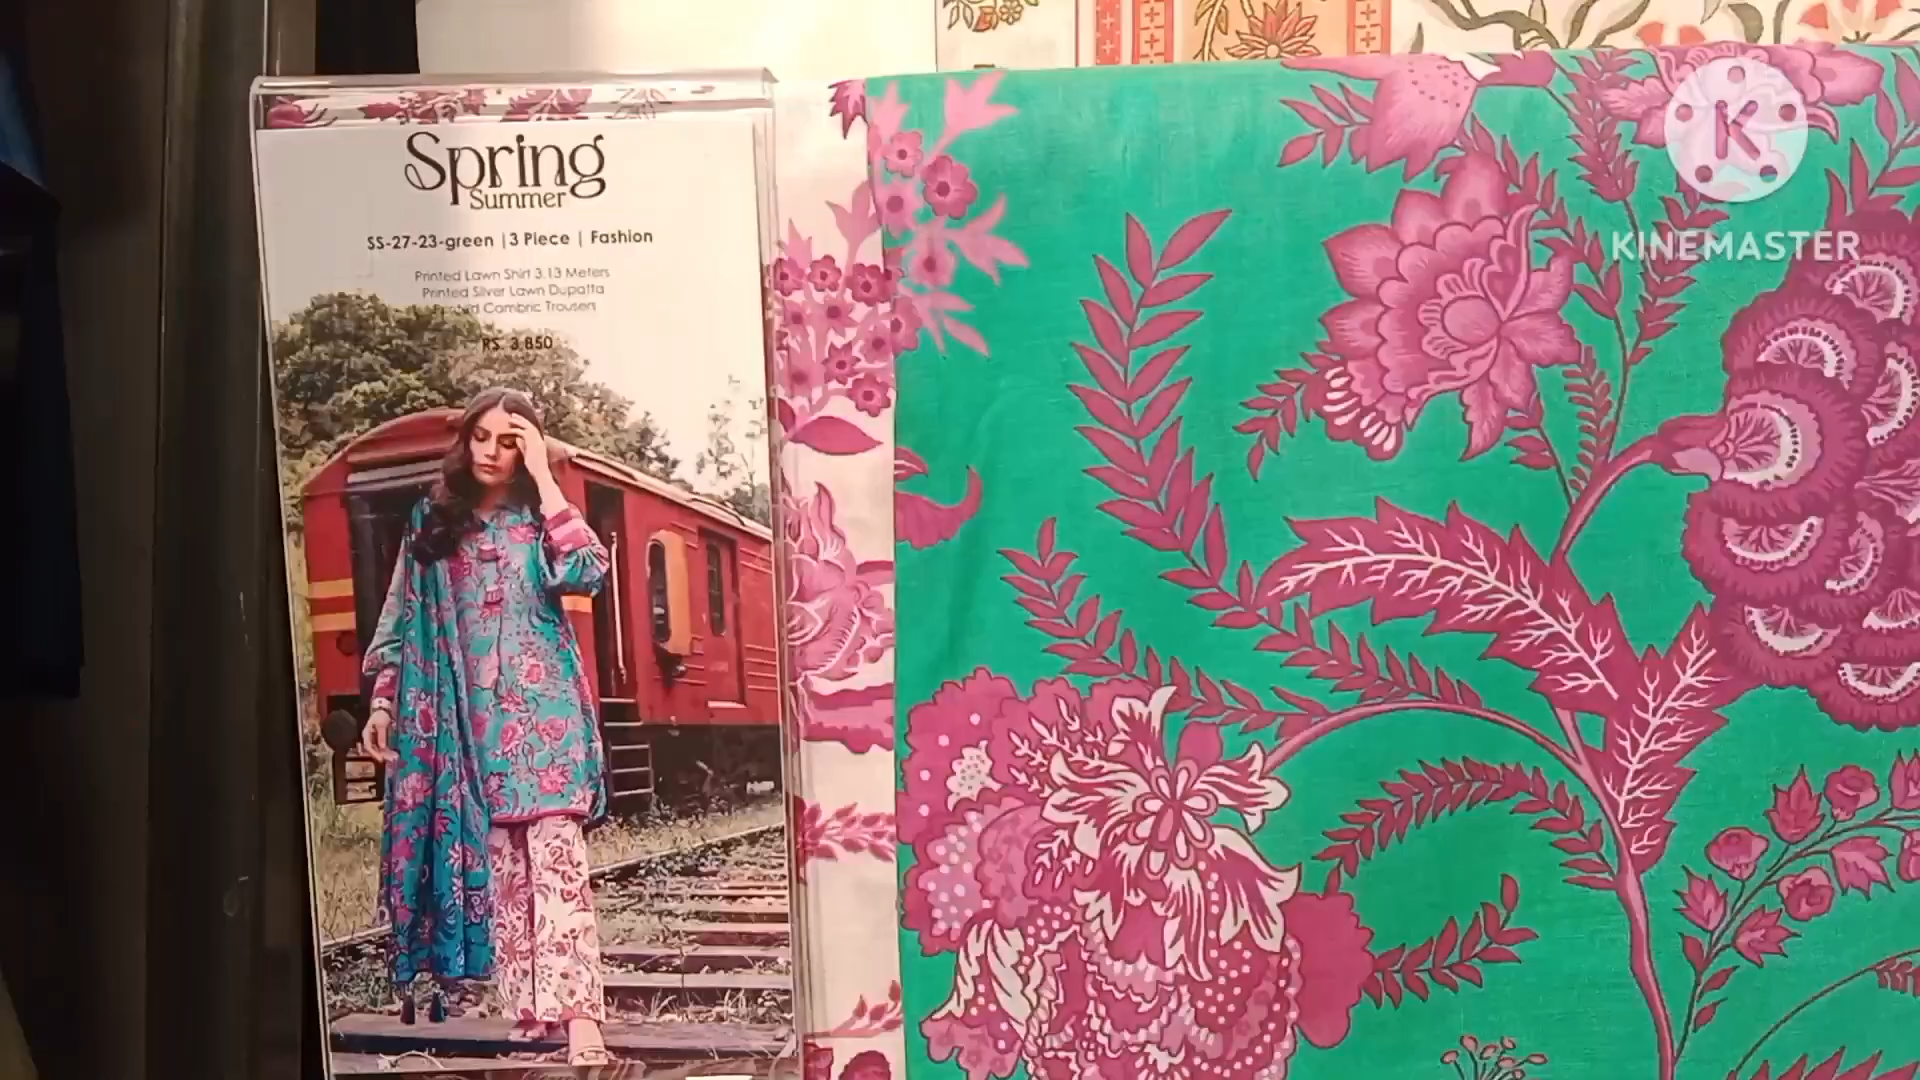 Spring
Summer
SS-27-23-green | 3 Piece | Fashion
Printed Lawn Shirt 3.13 Meters
Printed Silver Lawn Dupatta
Cambric Trousers
RS. 3,850
K
KINEMASTER